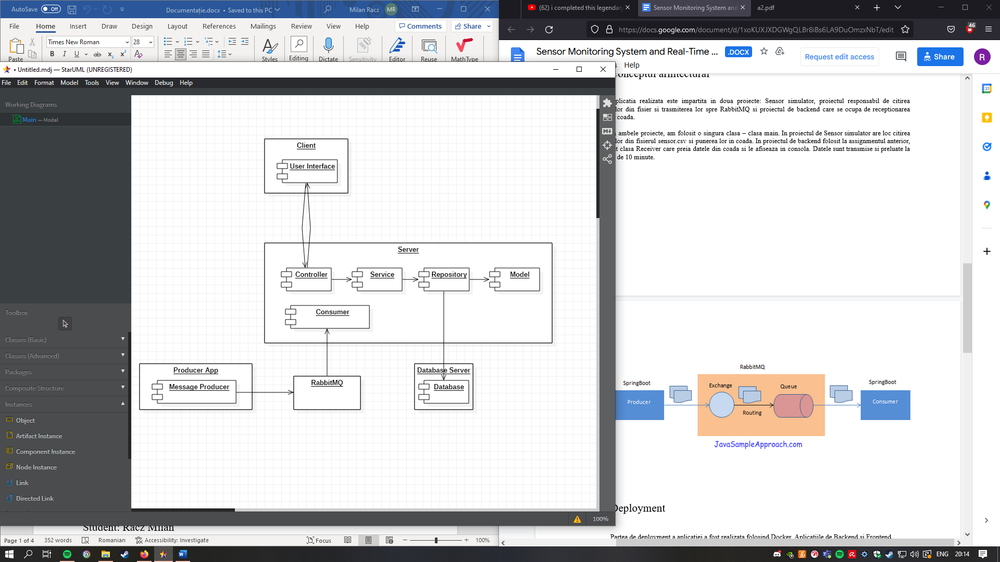 AutoSave Off
Documentație.docx • Saved to this PC
Milan Racz
MR
File Home Insert Draw Design Layout References Mailings Review View Help
Comments
Share
Paste
Times New Roman
28
B I U ab x₂ x² A
Styles
Editing
Dictate
Sensitivity
Editor
Reuse
MathType
• Untitled.mdj — StarUML (UNREGISTERED)
File Edit Format Model Tools View Window Debug Help
Working Diagrams
Main — Model
Toolbox
Classes (Basic)
Classes (Advanced)
Packages
Composite Structure
Instances
Object
Artifact Instance
Component Instance
Node Instance
Link
Directed Link
Client
User Interface
Server
Controller
Service
Repository
Model
Consumer
Producer App
Message Producer
RabbitMQ
Database Server
Database
100%
Student: Racz Milan
Page 1 of 4 352 words Romanian Accessibility: Investigate Focus 100%
(62) i completed this legendary
Sensor Monitoring System and
a2.pdf
https://docs.google.com/document/d/1xoKUXJXDGWgQLBr8iBs6LA9DuOmzxNbT/edit
46
Sensor Monitoring System and Real-Time ...
.DOCX
Request edit access
Share
R
Help
onceptul arhitectural
plicatia realizata este impartita in doua proiecte: Sensor simulator, proiectul responsabil de citirea
lor din fisier si trasmiterea lor spre RabbitMQ si proiectul de backend care se ocupa de receptionarea
coada.
ambele proiecte, am folosit o singura clasa – clasa main. In proiectul de Sensor simulator are loc citirea
lor din fisierul sensor.csv si punerea lor in coada. In proiectul de backend folosit la assignmentul anterior,
t clasa Receiver care preia datele din coada si le afiseaza in consola. Datele sunt transmise si preluate la
de 10 minute.
RabbitMQ
SpringBoot
Producer
Exchange
Routing
Queue
SpringBoot
Consumer
JavaSampleApproach.com
Deployment
Partea de deployment a aplicatiei a fost realizata folosind Docker. Aplicatiile de Backend si Frontend
31
ENG
20:14